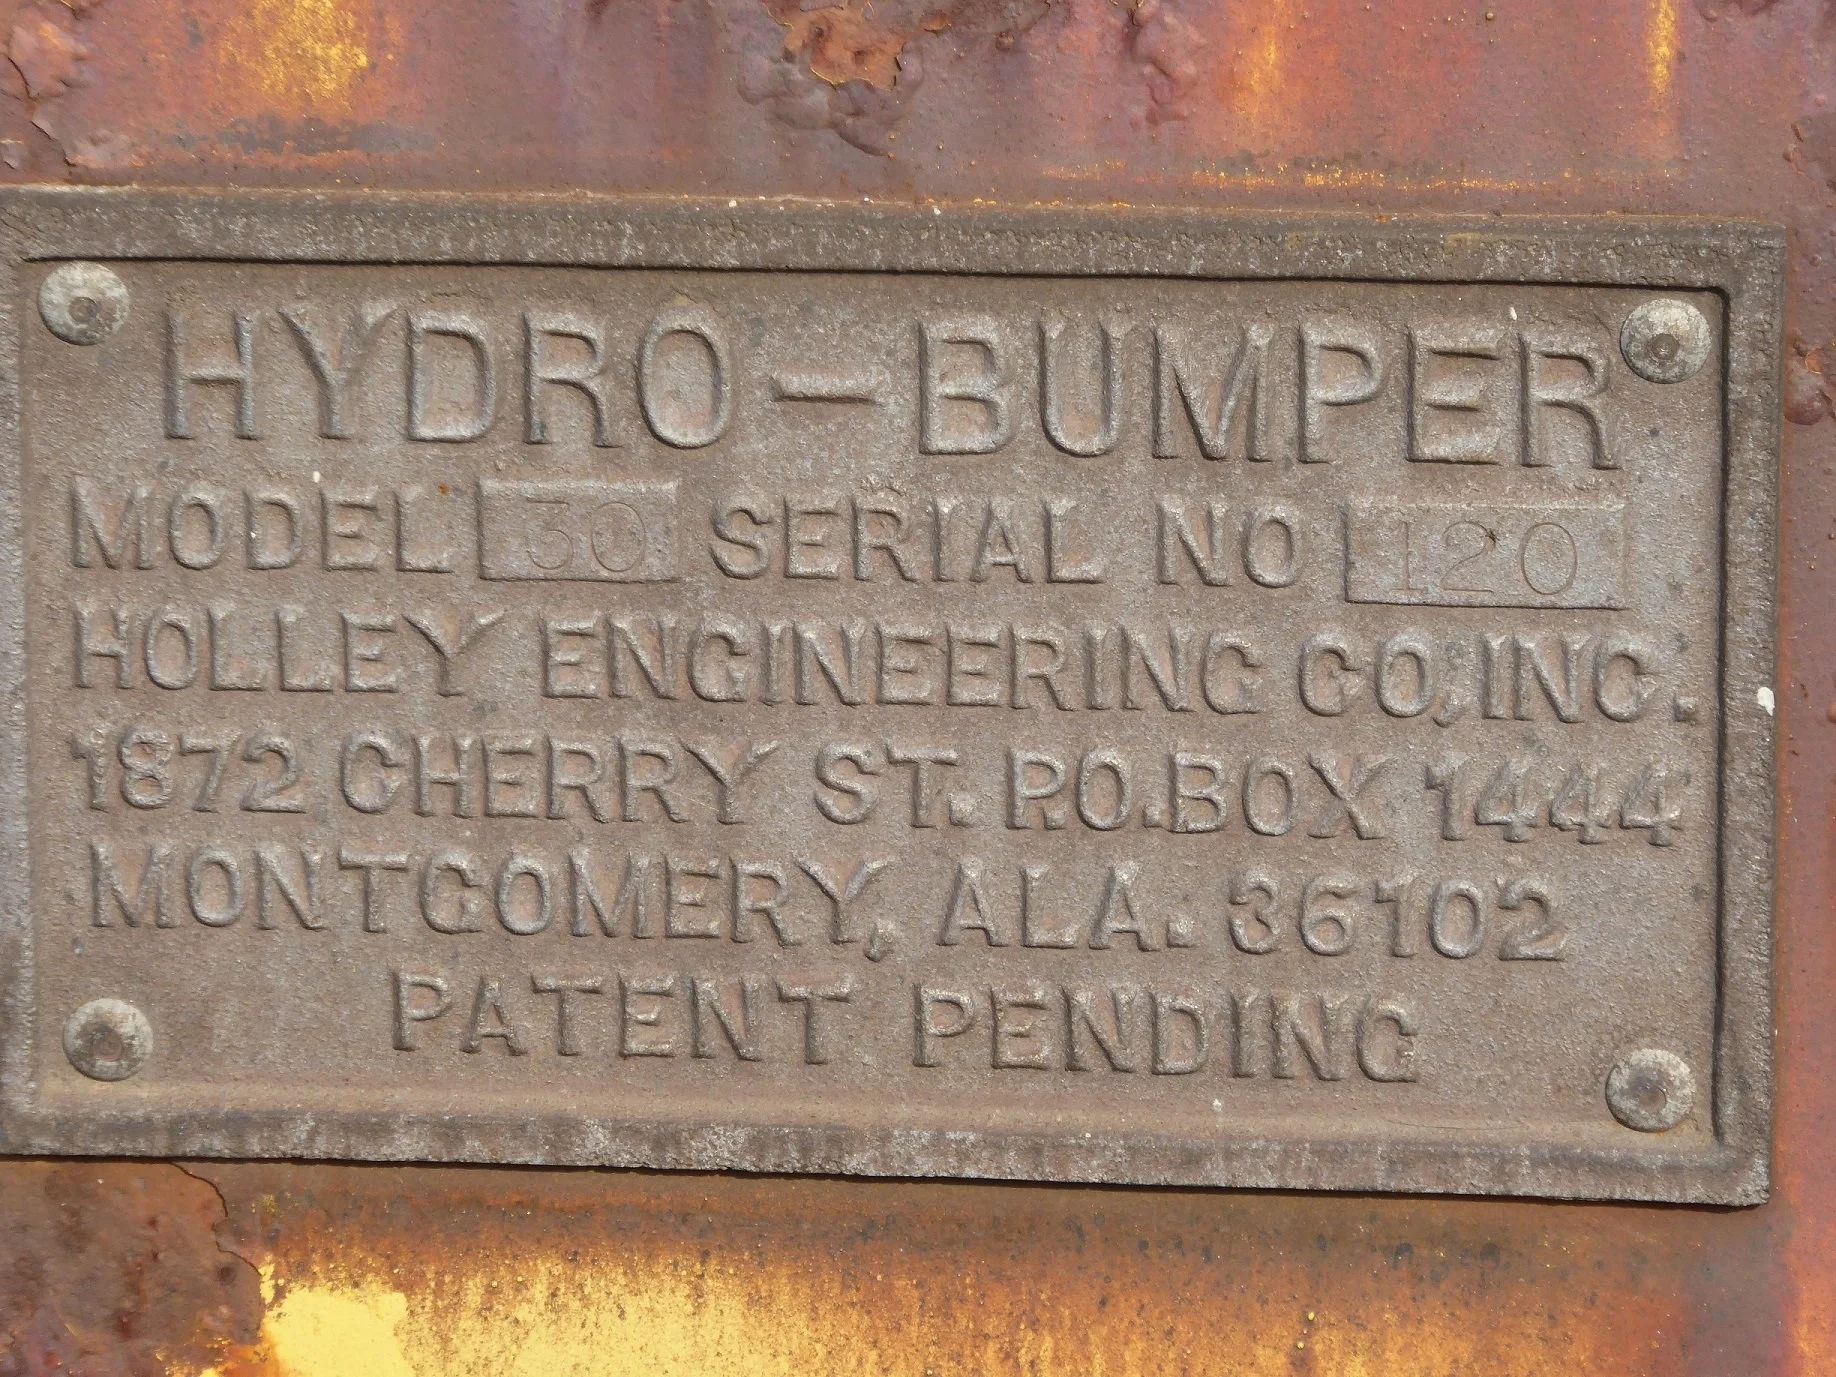 HYDRO-BUMPER
MODEL 30 SERIAL NO 120
HOLLEY ENGINEERING CO, INC.
1872 CHERRY ST. P.O. BOX 1444
MONTGOMERY, ALA. 36102
PATENT PENDING